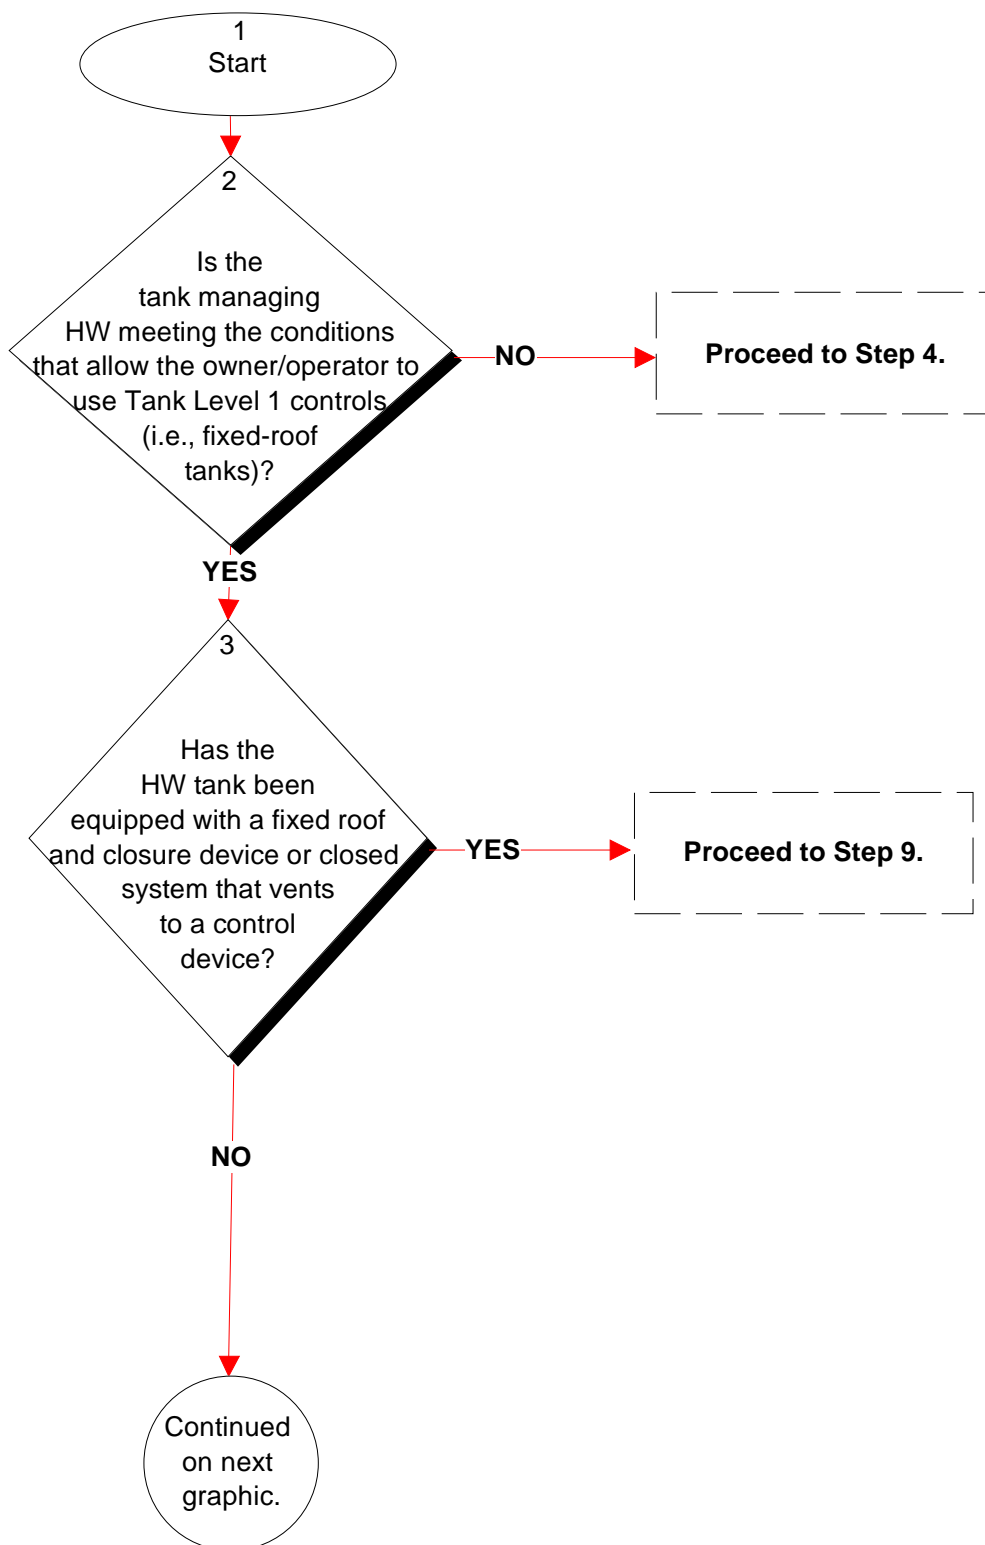 1
Start
2
Is the
tank managing
HW meeting the conditions
that allow the owner/operator to
use Tank Level 1 controls
(i.e., fixed-roof
tanks)?
NO
Proceed to Step 4.
YES
3
Has the
HW tank been
equipped with a fixed roof
and closure device or closed
system that vents
to a control
device?
YES
Proceed to Step 9.
NO
Continued
on next
graphic.